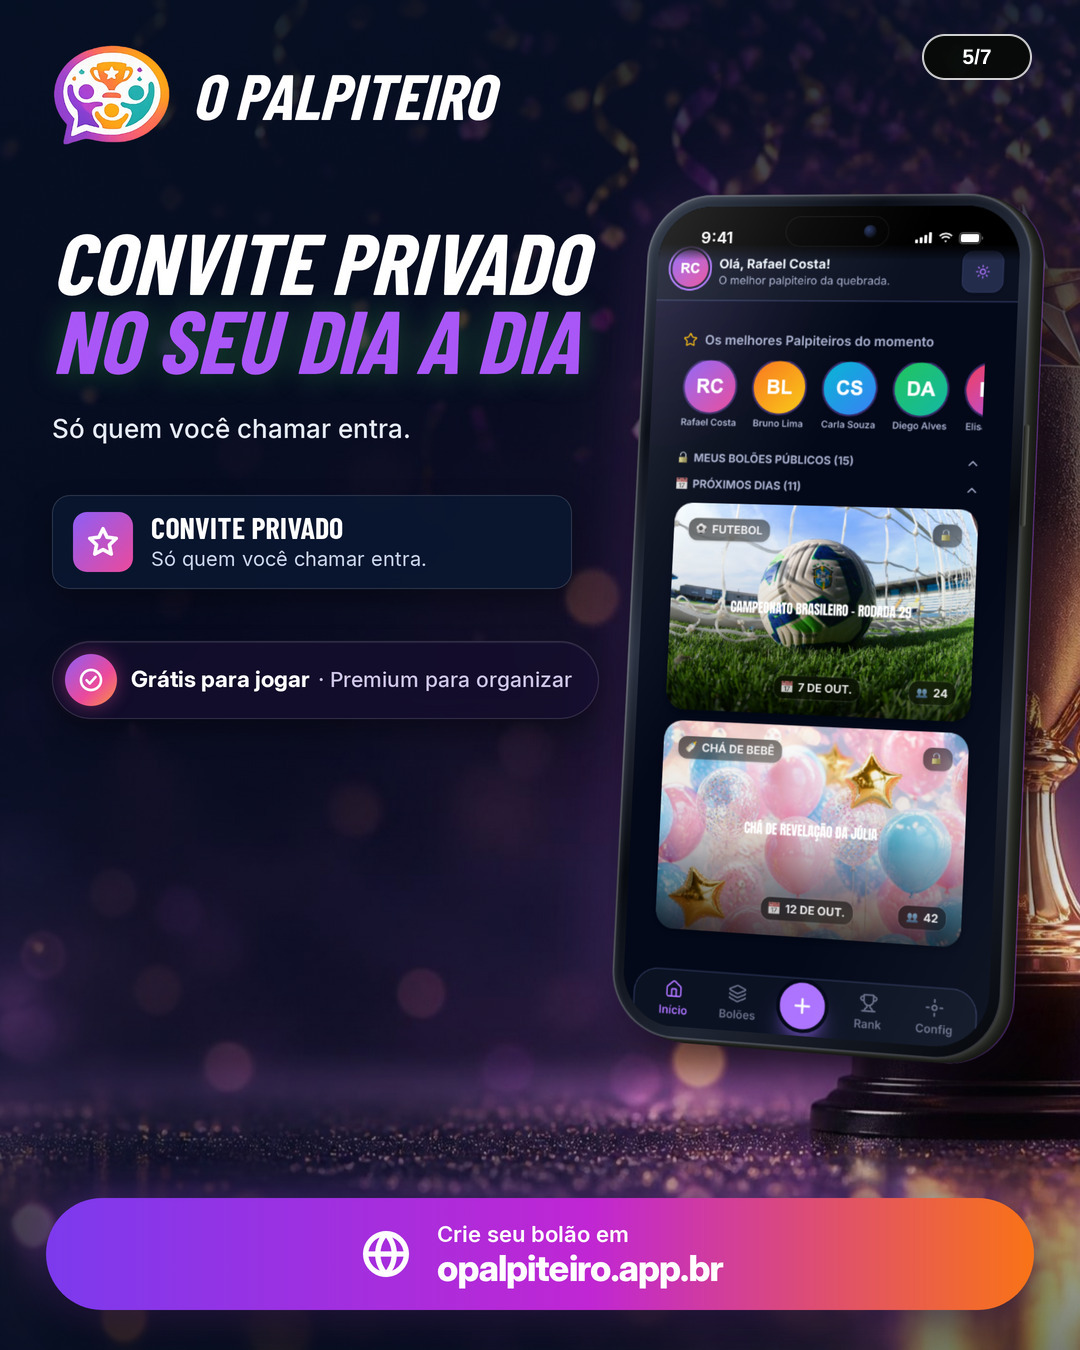 O PALPITEIRO
5/7
CONVITE PRIVADO
NO SEU DIA A DIA
Só quem você chamar entra.
CONVITE PRIVADO
Só quem você chamar entra.
Grátis para jogar · Premium para organizar
9:41
RC
Olá, Rafael Costa!
O melhor palpiteiro da quebrada.
Os melhores Palpiteiros do momento
RC BL CS DA
Rafael Costa Bruno Lima Carla Souza Diego Alves Elis
MEUS BOLÕES PÚBLICOS (15)
PRÓXIMOS DIAS (11)
FUTEBOL
CAMPEONATO BRASILEIRO - RODADA 29
7 DE OUT. 24
CHÁ DE BEBÊ
CHÁ DE REVELAÇÃO DA JÚLIA
12 DE OUT. 42
Início Bolões + Rank Config
Crie seu bolão em
opalpiteiro.app.br